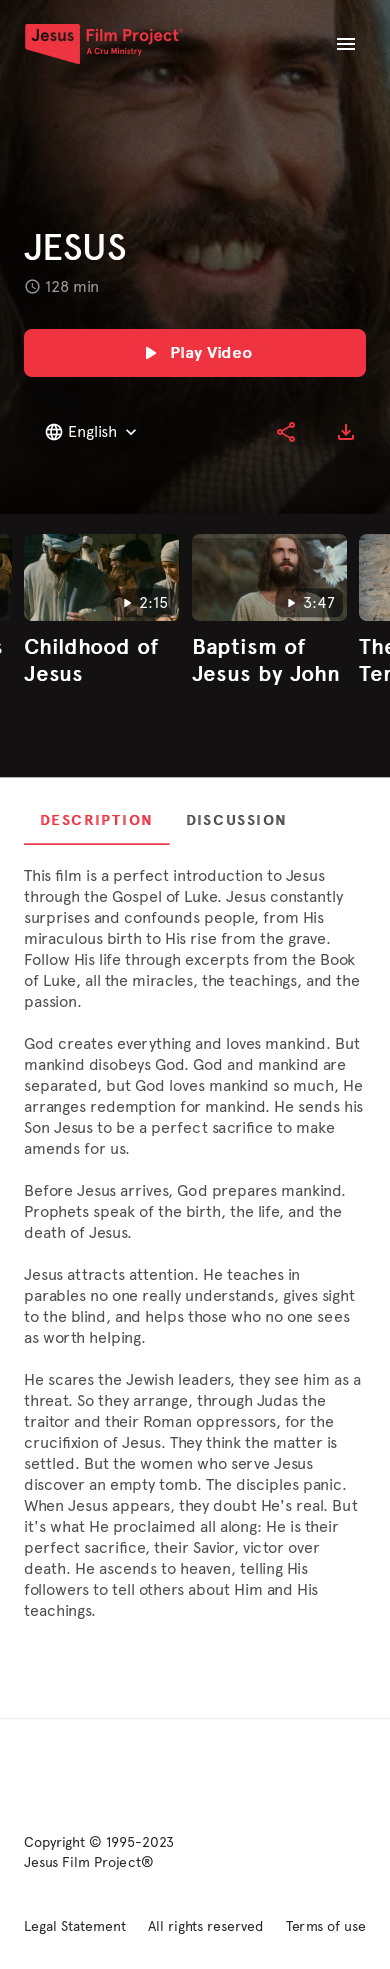 Jesus Film Project
A Cru Ministry
JESUS
128 min
Play Video
English
2:15
3:47
s
Childhood of
Jesus
Baptism of
Jesus by John
The
Ter
DESCRIPTION
DISCUSSION
This film is a perfect introduction to Jesus
through the Gospel of Luke. Jesus constantly
surprises and confounds people, from His
miraculous birth to His rise from the grave.
Follow His life through excerpts from the Book
of Luke, all the miracles, the teachings, and the
passion.
God creates everything and loves mankind. But
mankind disobeys God. God and mankind are
separated, but God loves mankind so much, He
arranges redemption for mankind. He sends his
Son Jesus to be a perfect sacrifice to make
amends for us.
Before Jesus arrives, God prepares mankind.
Prophets speak of the birth, the life, and the
death of Jesus.
Jesus attracts attention. He teaches in
parables no one really understands, gives sight
to the blind, and helps those who no one sees
as worth helping.
He scares the Jewish leaders, they see him as a
threat. So they arrange, through Judas the
traitor and their Roman oppressors, for the
crucifixion of Jesus. They think the matter is
settled. But the women who serve Jesus
discover an empty tomb. The disciples panic.
When Jesus appears, they doubt He's real. But
it's what He proclaimed all along: He is their
perfect sacrifice, their Savior, victor over
death. He ascends to heaven, telling His
followers to tell others about Him and His
teachings.
Copyright © 1995-2023
Jesus Film Project®
Legal Statement
All rights reserved
Terms of use